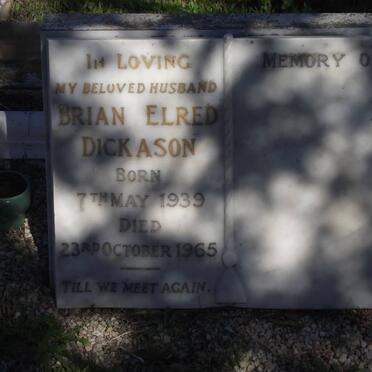 IN LOVING MEMORY O
MY BELOVED HUSBAND
BRIAN ELRED
DICKASON
BORN
7TH MAY 1939
DIED
23RD OCTOBER 1965
TILL WE MEET AGAIN.